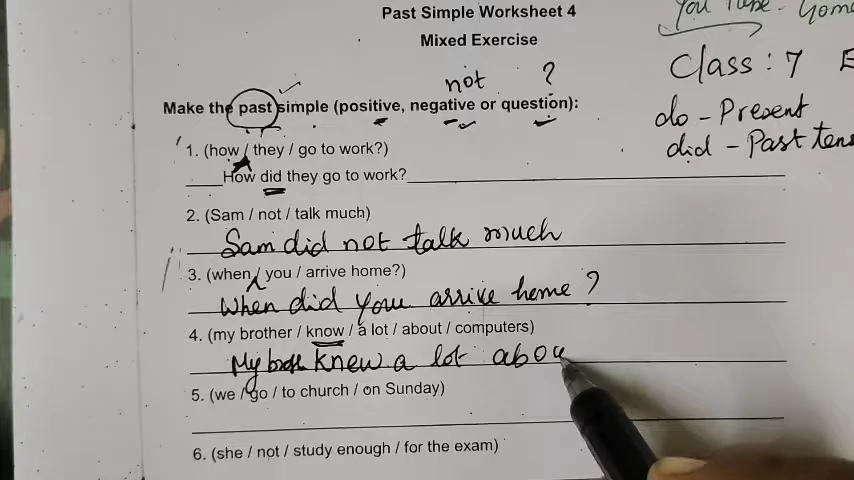 Past Simple Worksheet 4
You Tube - Home
Mixed Exercise
not ?
Class : 7 E
Make the past simple (positive, negative or question):
do - Present
did - Past tens
1. (how / they / go to work?)
How did they go to work?
2. (Sam / not / talk much)
Sam did not talk much
3. (when / you / arrive home?)
When did you arrive home ?
4. (my brother / know / a lot / about / computers)
My knew a lot abou
5. (we / go / to church / on Sunday)
6. (she / not / study enough / for the exam)